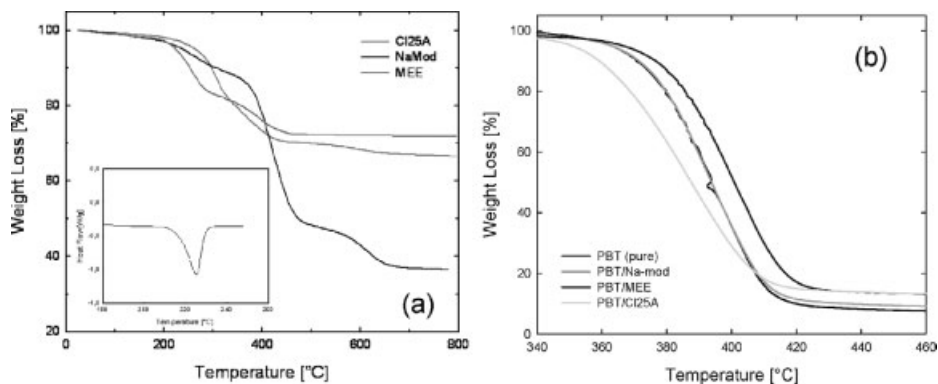 100
80
60
40
20
Weight Loss [%]
Cl25A
NaMod
MEE
Temperature [°C]
(a)
0
200
400
600
800
Temperature [°C]
100
80
60
40
20
0
Weight Loss [%]
(b)
PBT (pure)
PBT/Na-mod
PBT/MEE
PBT/Cl25A
340
360
380
400
420
440
460
Temperature [°C]